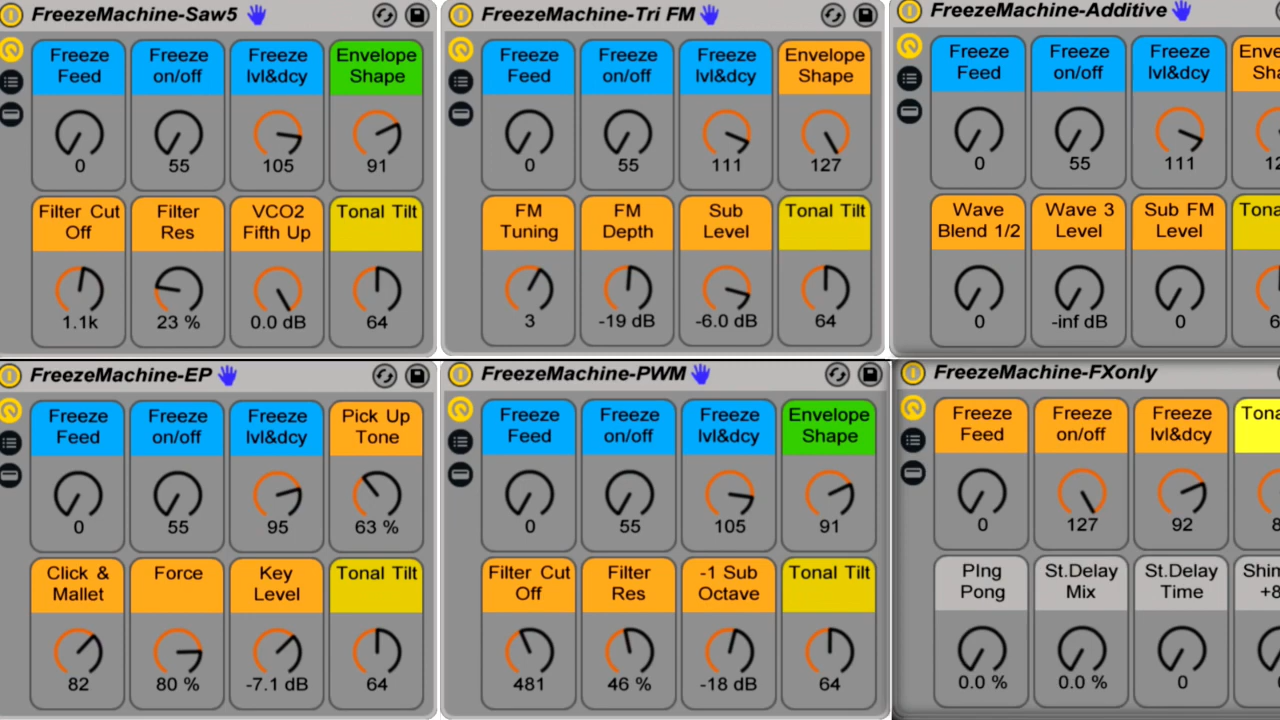 FreezeMachine-Saw5
Freeze Feed
Freeze on/off
Freeze lvl&dcy
Envelope Shape
0
55
105
91
Filter Cut Off
Filter Res
VCO2 Fifth Up
Tonal Tilt
1.1k
23 %
0.0 dB
64
FreezeMachine-Tri FM
Freeze Feed
Freeze on/off
Freeze lvl&dcy
Envelope Shape
0
55
111
127
FM Tuning
FM Depth
Sub Level
Tonal Tilt
3
-19 dB
-6.0 dB
64
FreezeMachine-Additive
Freeze Feed
Freeze on/off
Freeze lvl&dcy
0
55
111
Wave Blend 1/2
Wave 3 Level
Sub FM Level
0
-inf dB
0
FreezeMachine-EP
Freeze Feed
Freeze on/off
Freeze lvl&dcy
Pick Up Tone
0
55
95
63 %
Click & Mallet
Force
Key Level
Tonal Tilt
82
80 %
-7.1 dB
64
FreezeMachine-PWM
Freeze Feed
Freeze on/off
Freeze lvl&dcy
Envelope Shape
0
55
105
91
Filter Cut Off
Filter Res
-1 Sub Octave
Tonal Tilt
481
46 %
-18 dB
64
FreezeMachine-FXonly
Freeze Feed
Freeze on/off
Freeze lvl&dcy
0
127
92
PIng Pong
St.Delay Mix
St.Delay Time
0.0 %
0.0 %
0